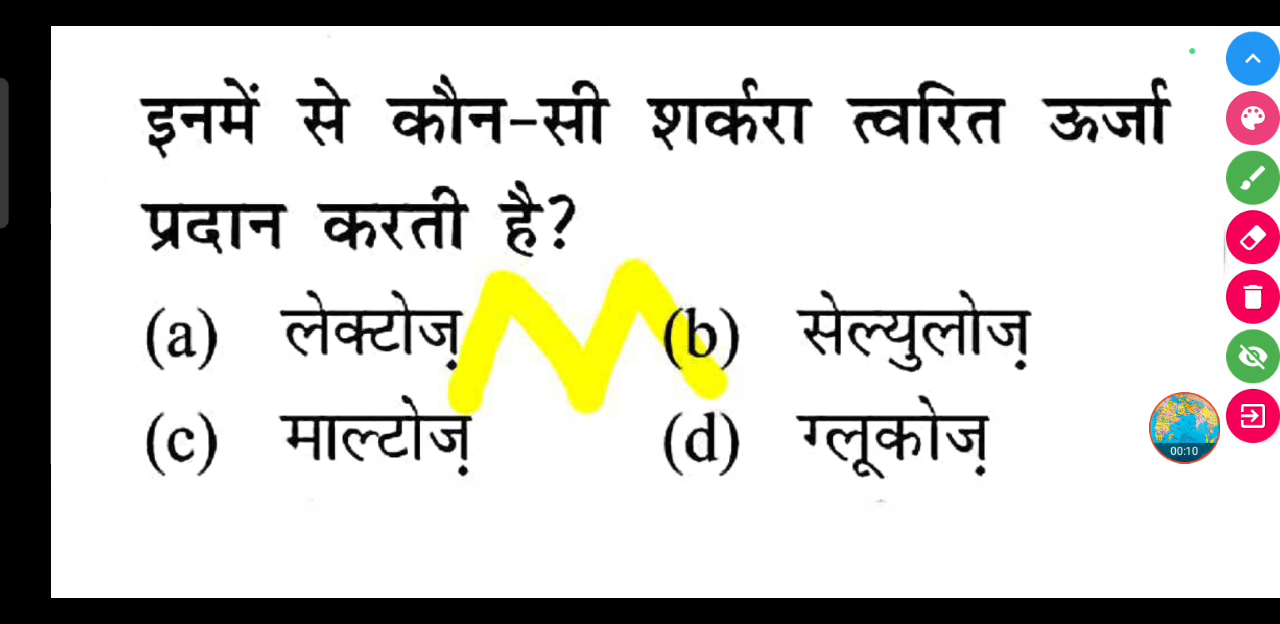 इनमें से कौन-सी शर्करा त्वरित ऊर्जा
प्रदान करती है?
(a) लेक्टोज़ (b) सेल्युलोज़
(c) माल्टोज़ (d) ग्लूकोज़
00:10